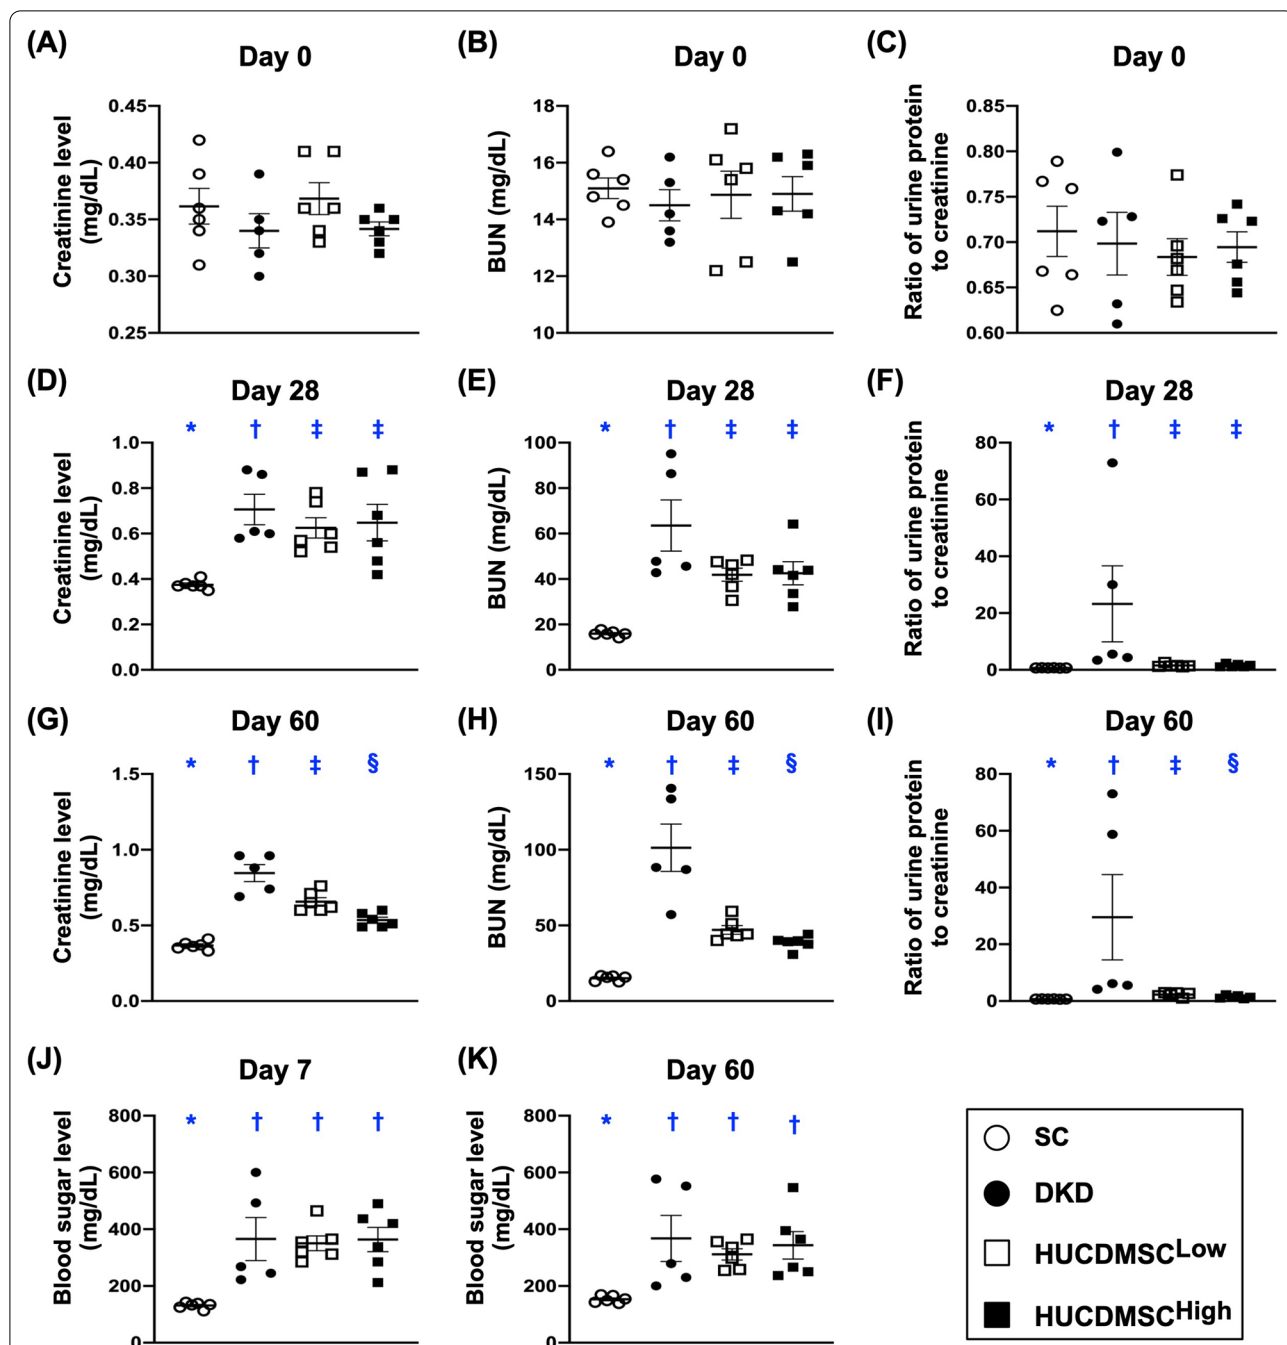 (A)
Day 0
Creatinine level
(mg/dL)
0.45
0.40
0.35
0.30
0.25
(B)
Day 0
BUN (mg/dL)
18
16
14
12
10
(C)
Day 0
Ratio of urine protein
to creatinine
0.85
0.80
0.75
0.70
0.65
0.60
(D)
Day 28
* † ‡ ‡
Creatinine level
(mg/dL)
1.0
0.8
0.6
0.4
0.2
0.0
(E)
Day 28
* † ‡ ‡
BUN (mg/dL)
100
80
60
40
20
0
(F)
Day 28
* † ‡ ‡
Ratio of urine protein
to creatinine
80
60
40
20
0
(G)
Day 60
* † ‡ §
Creatinine level
(mg/dL)
1.5
1.0
0.5
0.0
(H)
Day 60
* † ‡ §
BUN (mg/dL)
150
100
50
0
(I)
Day 60
* † ‡ §
Ratio of urine protein
to creatinine
80
60
40
20
0
(J)
Day 7
* † † †
Blood sugar level
(mg/dL)
800
600
400
200
0
(K)
Day 60
* † † †
Blood sugar level
(mg/dL)
800
600
400
200
0
SC
DKD
HUCDMSCLow
HUCDMSCHigh